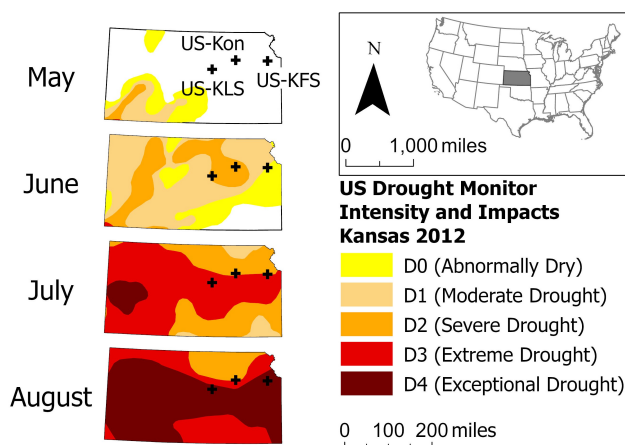 May
US-Kon
US-KLS
US-KFS
June
July
August
N
0 1,000 miles
US Drought Monitor
Intensity and Impacts
Kansas 2012
D0 (Abnormally Dry)
D1 (Moderate Drought)
D2 (Severe Drought)
D3 (Extreme Drought)
D4 (Exceptional Drought)
0 100 200 miles